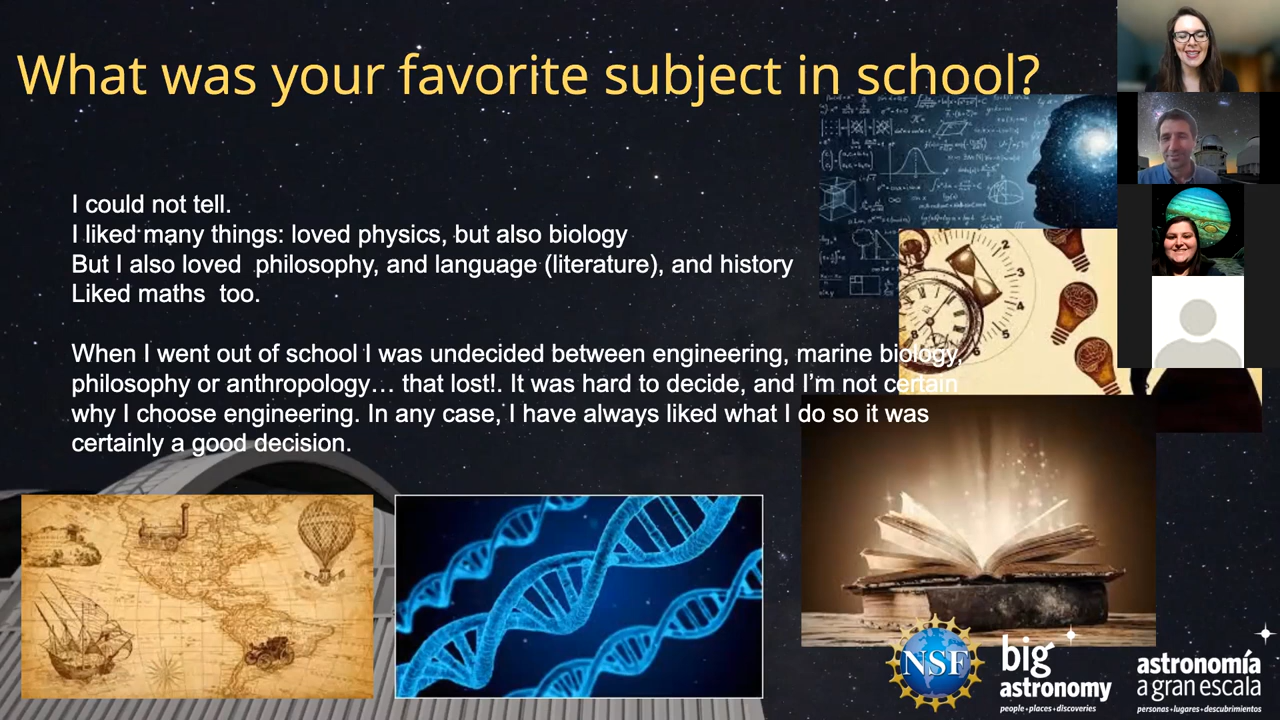 What was your favorite subject in school?
I could not tell.
I liked many things: loved physics, but also biology
But I also loved philosophy, and language (literature), and history
Liked maths too.
When I went out of school I was undecided between engineering, marine biology,
philosophy or anthropology… that lost!. It was hard to decide, and I'm not certain
why I choose engineering. In any case, I have always liked what I do so it was
certainly a good decision.
NSF
big
astronomy
people • places • discoveries
astronomía
a gran escala
personas • lugares • descubrimientos